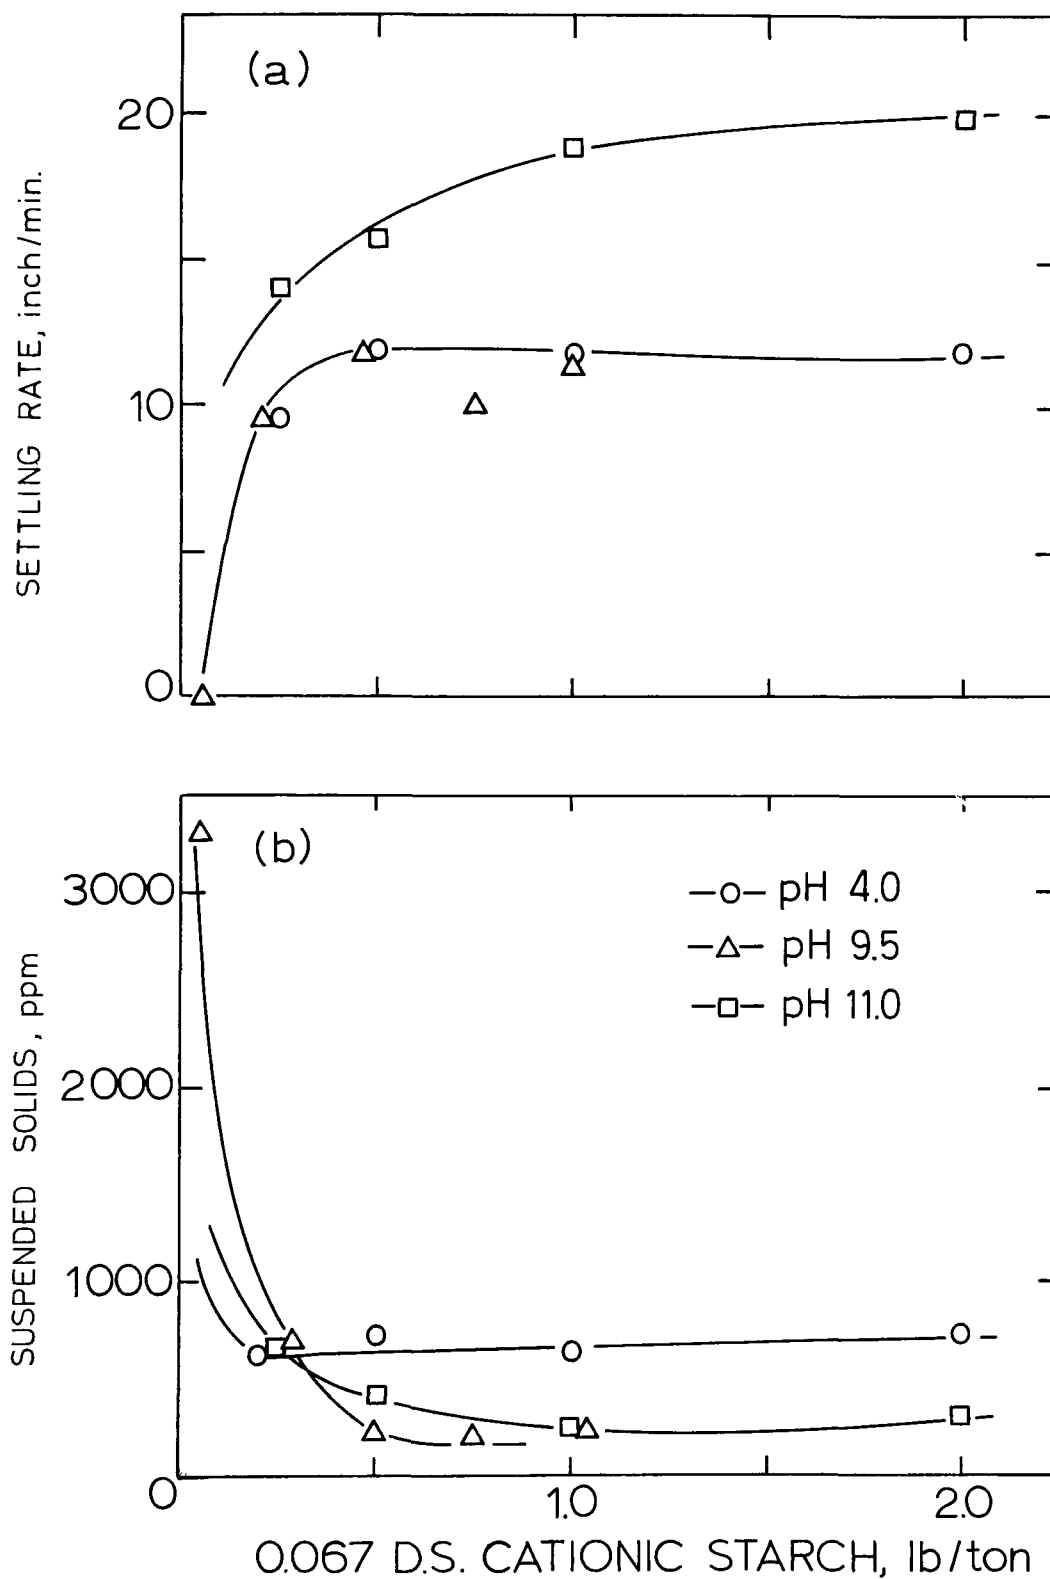 (a)
20
10
0
SETTLING RATE, inch/min.
(b)
3000
2000
1000
0
SUSPENDED SOLIDS, ppm
pH 4.0
pH 9.5
pH 11.0
1.0
2.0
0.067 D.S. CATIONIC STARCH, lb/ton